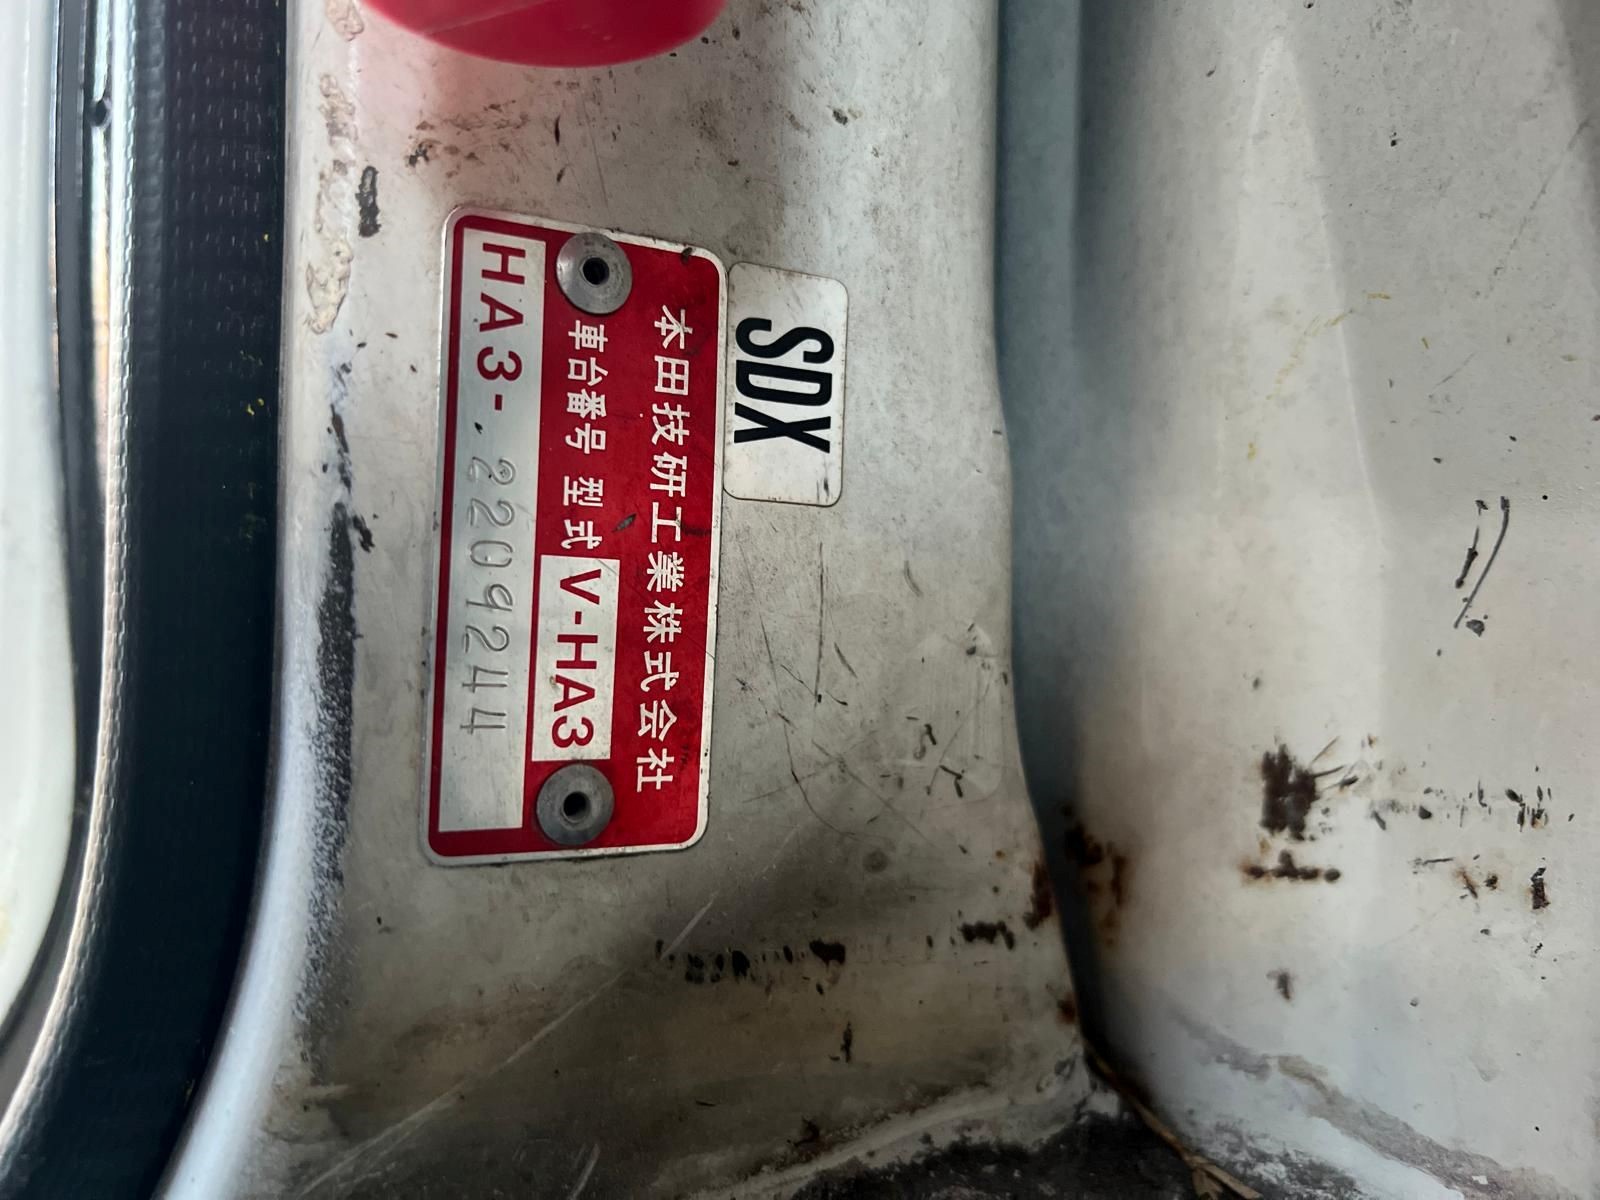 SDX
本田技研工業株式会社
車台番号 型式 V-HA3
HA3-2209244